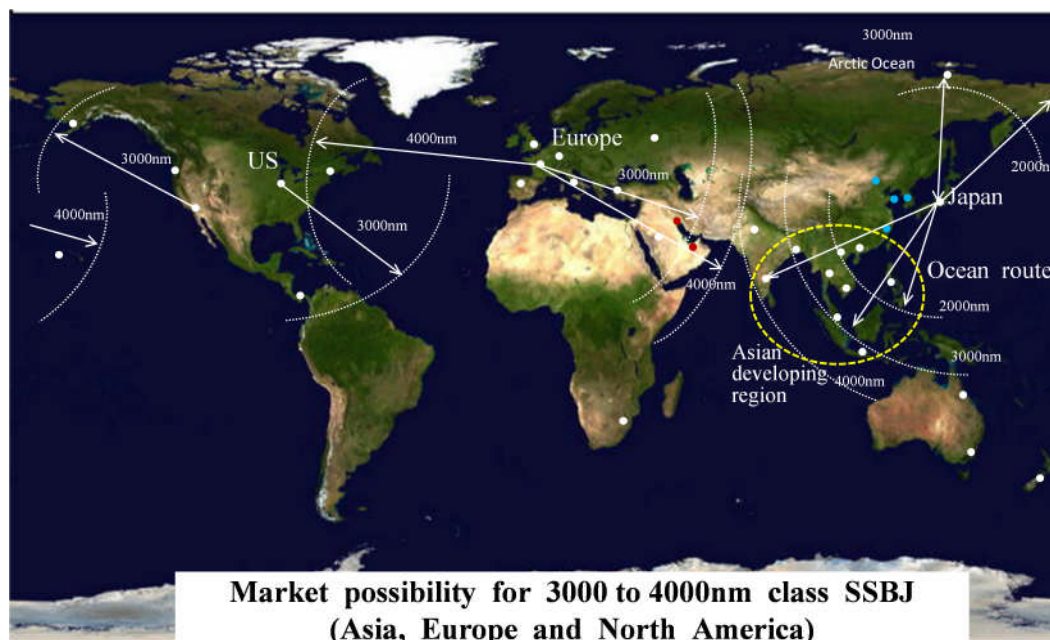 3000nm
Arctic Ocean
4000nm
Europe
US
3000nm
3000nm
2000nm
Japan
4000nm
3000nm
4000nm
Ocean route
2000nm
Asian
developing
region
3000nm
4000nm
Market possibility for 3000 to 4000nm class SSBJ
(Asia, Europe and North America)